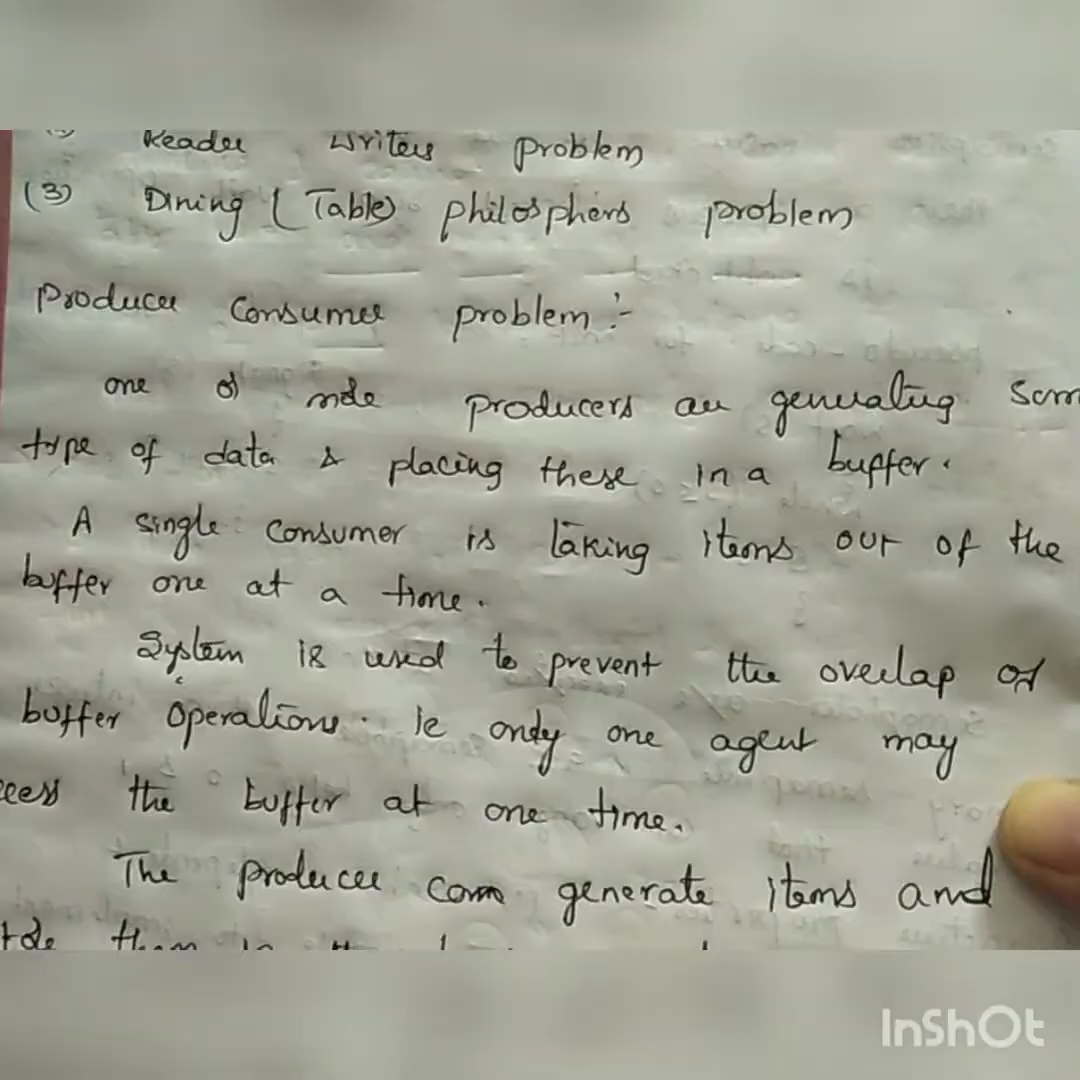 Reader Writers problem
(3) Dining (Table) philosphers problem
Producer Consumer problem :-
one or more producers are generating som
type of data & placing these in a buffer.
A single consumer is taking items out of the
buffer one at a time.
System is used to prevent the overlap of
buffer operations. ie only one agent may
cess the buffer at one time.
The producer can generate items and
InShOt